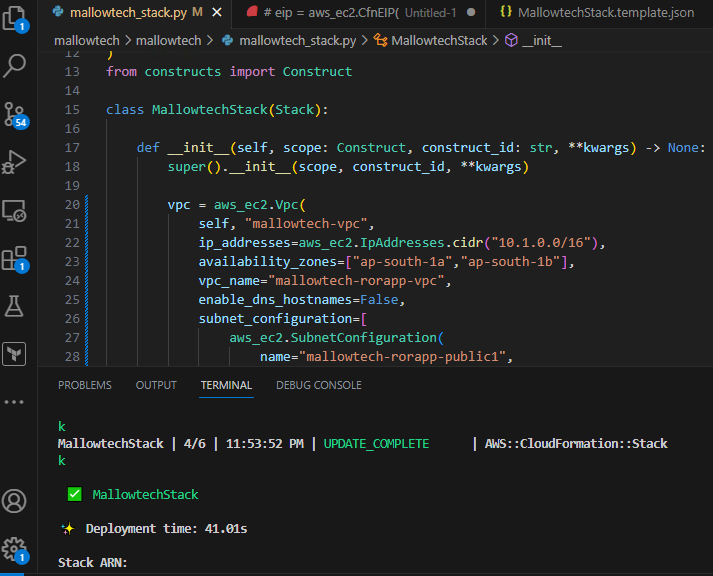 mallowtech_stack.py M
# eip = aws_ec2.CfnEIP( Untitled-1
{} MallowtechStack.template.json
mallowtech > mallowtech > mallowtech_stack.py > MallowtechStack > __init__
12 )
13 from constructs import Construct
14
15 class MallowtechStack(Stack):
16
17 def __init__(self, scope: Construct, construct_id: str, **kwargs) -> None:
18 super().__init__(scope, construct_id, **kwargs)
19
20 vpc = aws_ec2.Vpc(
21 self, "mallowtech-vpc",
22 ip_addresses=aws_ec2.IpAddresses.cidr("10.1.0.0/16"),
23 availability_zones=["ap-south-1a","ap-south-1b"],
24 vpc_name="mallowtech-rorapp-vpc",
25 enable_dns_hostnames=False,
26 subnet_configuration=[
27 aws_ec2.SubnetConfiguration(
28 name="mallowtech-rorapp-public1",
1
54
1
1
PROBLEMS OUTPUT TERMINAL DEBUG CONSOLE
k
MallowtechStack | 4/6 | 11:53:52 PM | UPDATE_COMPLETE | AWS::CloudFormation::Stack
k
✅ MallowtechStack
✨ Deployment time: 41.01s
Stack ARN: